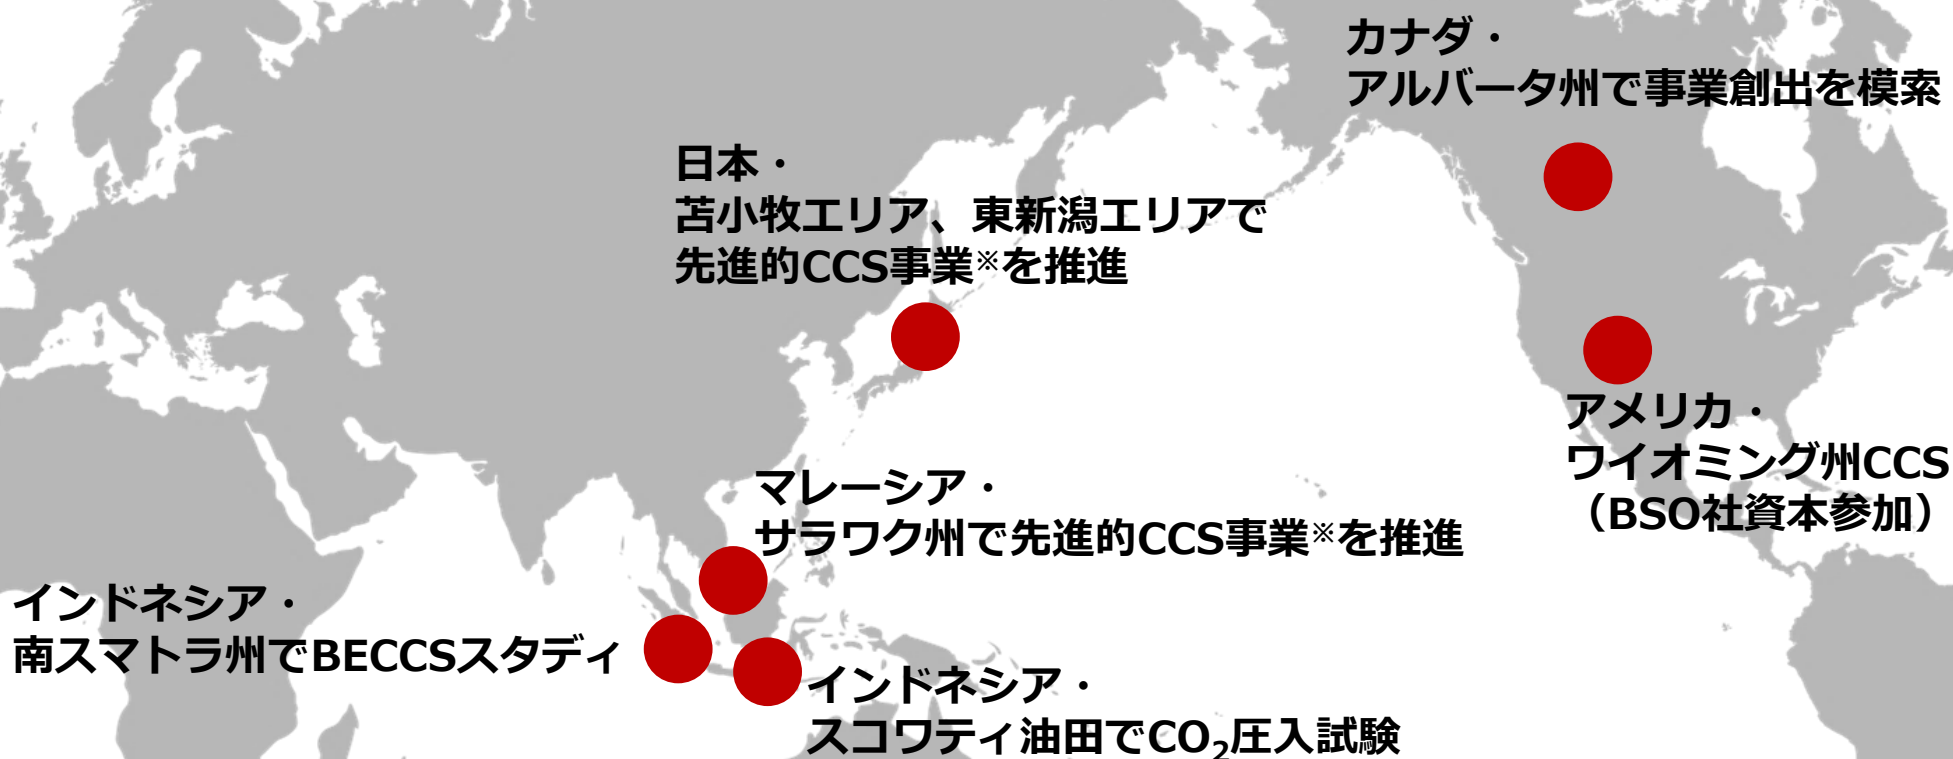 カナダ・
アルバータ州で事業創出を模索
日本・
苫小牧エリア、東新潟エリアで
先進的CCS事業※を推進
アメリカ・
ワイオミング州CCS
（BSO社資本参加）
マレーシア・
サラワク州で先進的CCS事業※を推進
インドネシア・
南スマトラ州でBECCSスタディ
インドネシア・
スコワティ油田でCO₂圧入試験